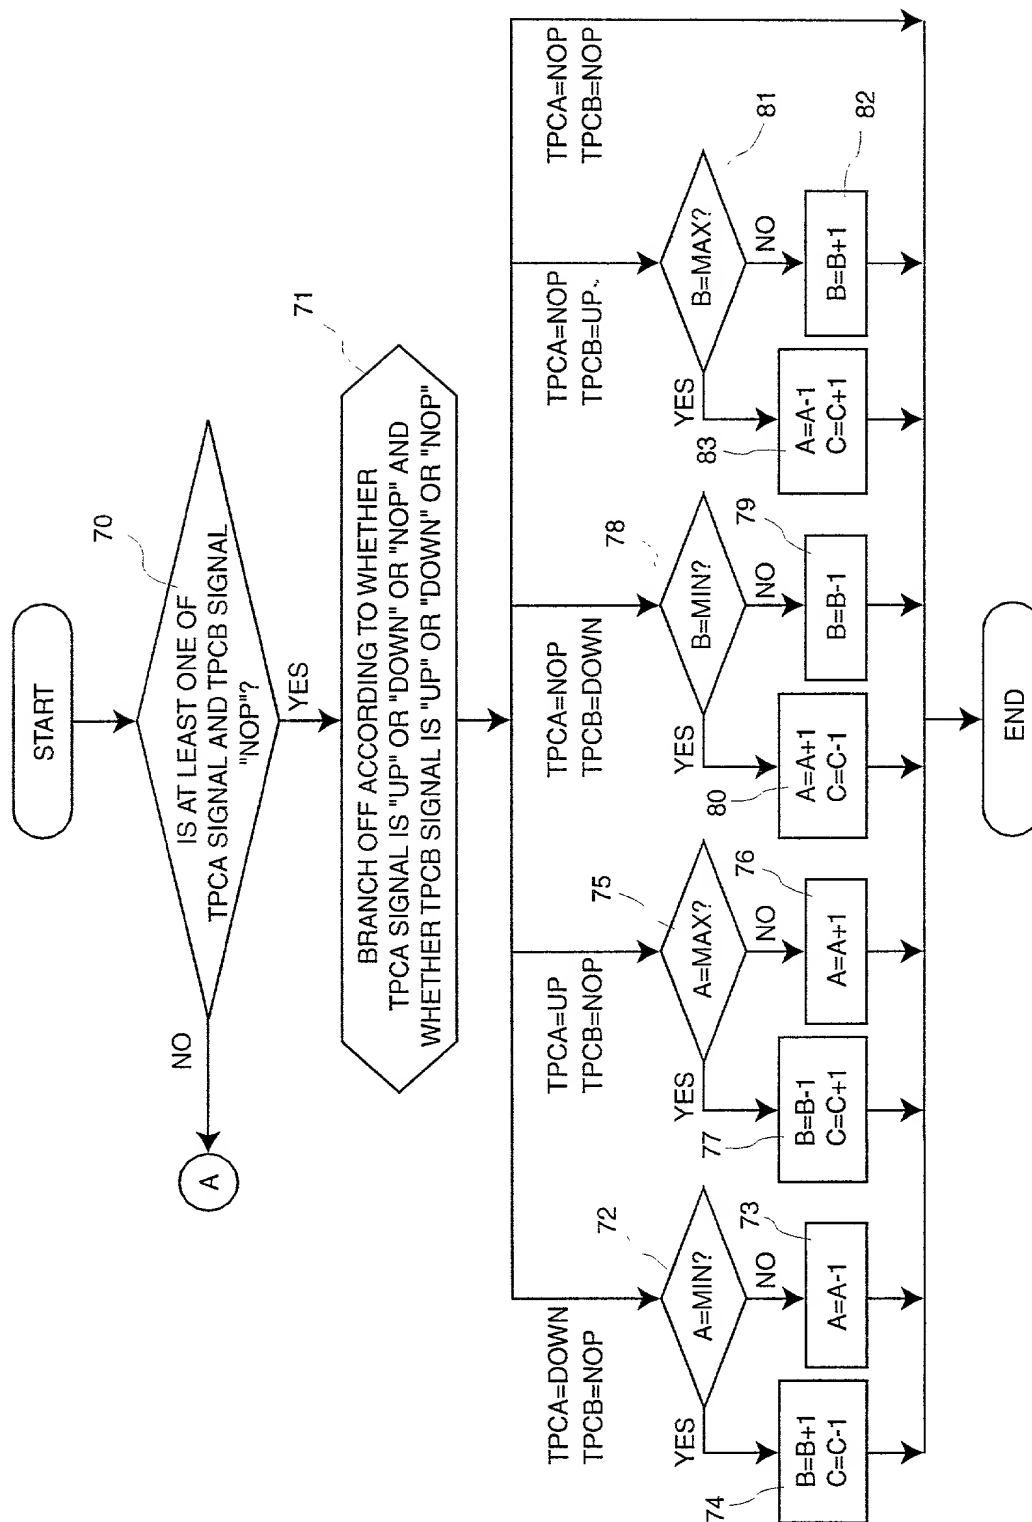 START
70
IS AT LEAST ONE OF
TPCA SIGNAL AND TPCB SIGNAL
"NOP"?
NO
A
YES
71
BRANCH OFF ACCORDING TO WHETHER
TPCA SIGNAL IS "UP" OR "DOWN" OR "NOP" AND
WHETHER TPCB SIGNAL IS "UP" OR "DOWN" OR "NOP"
TPCA=DOWN
TPCB=NOP
72
A=MIN?
YES
NO
74
B=B+1
C=C-1
73
A=A-1
TPCA=UP
TPCB=NOP
75
A=MAX?
YES
NO
77
B=B-1
C=C+1
76
A=A+1
TPCA=NOP
TPCB=DOWN
78
B=MIN?
YES
NO
80
A=A+1
C=C-1
79
B=B-1
TPCA=NOP
TPCB=UP
81
B=MAX?
YES
NO
83
A=A-1
C=C+1
82
B=B+1
TPCA=NOP
TPCB=NOP
END